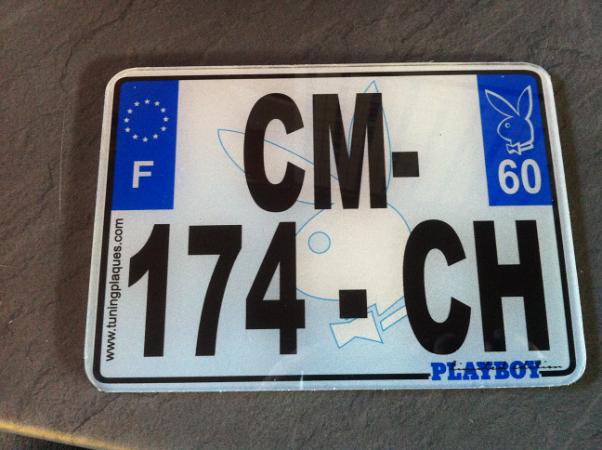 CM-
F
60
174-CH
www.tuningplaques.com
PLAYBOY